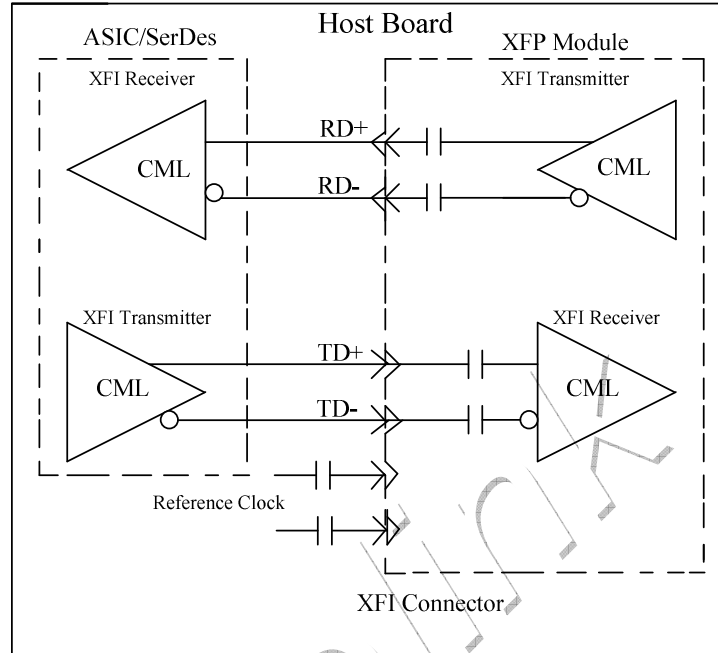 Host Board
ASIC/SerDes
XFP Module
XFI Receiver
XFI Transmitter
RD+
CML
CML
RD-
XFI Transmitter
XFI Receiver
TD+
CML
CML
TD-
Reference Clock
XFI Connector